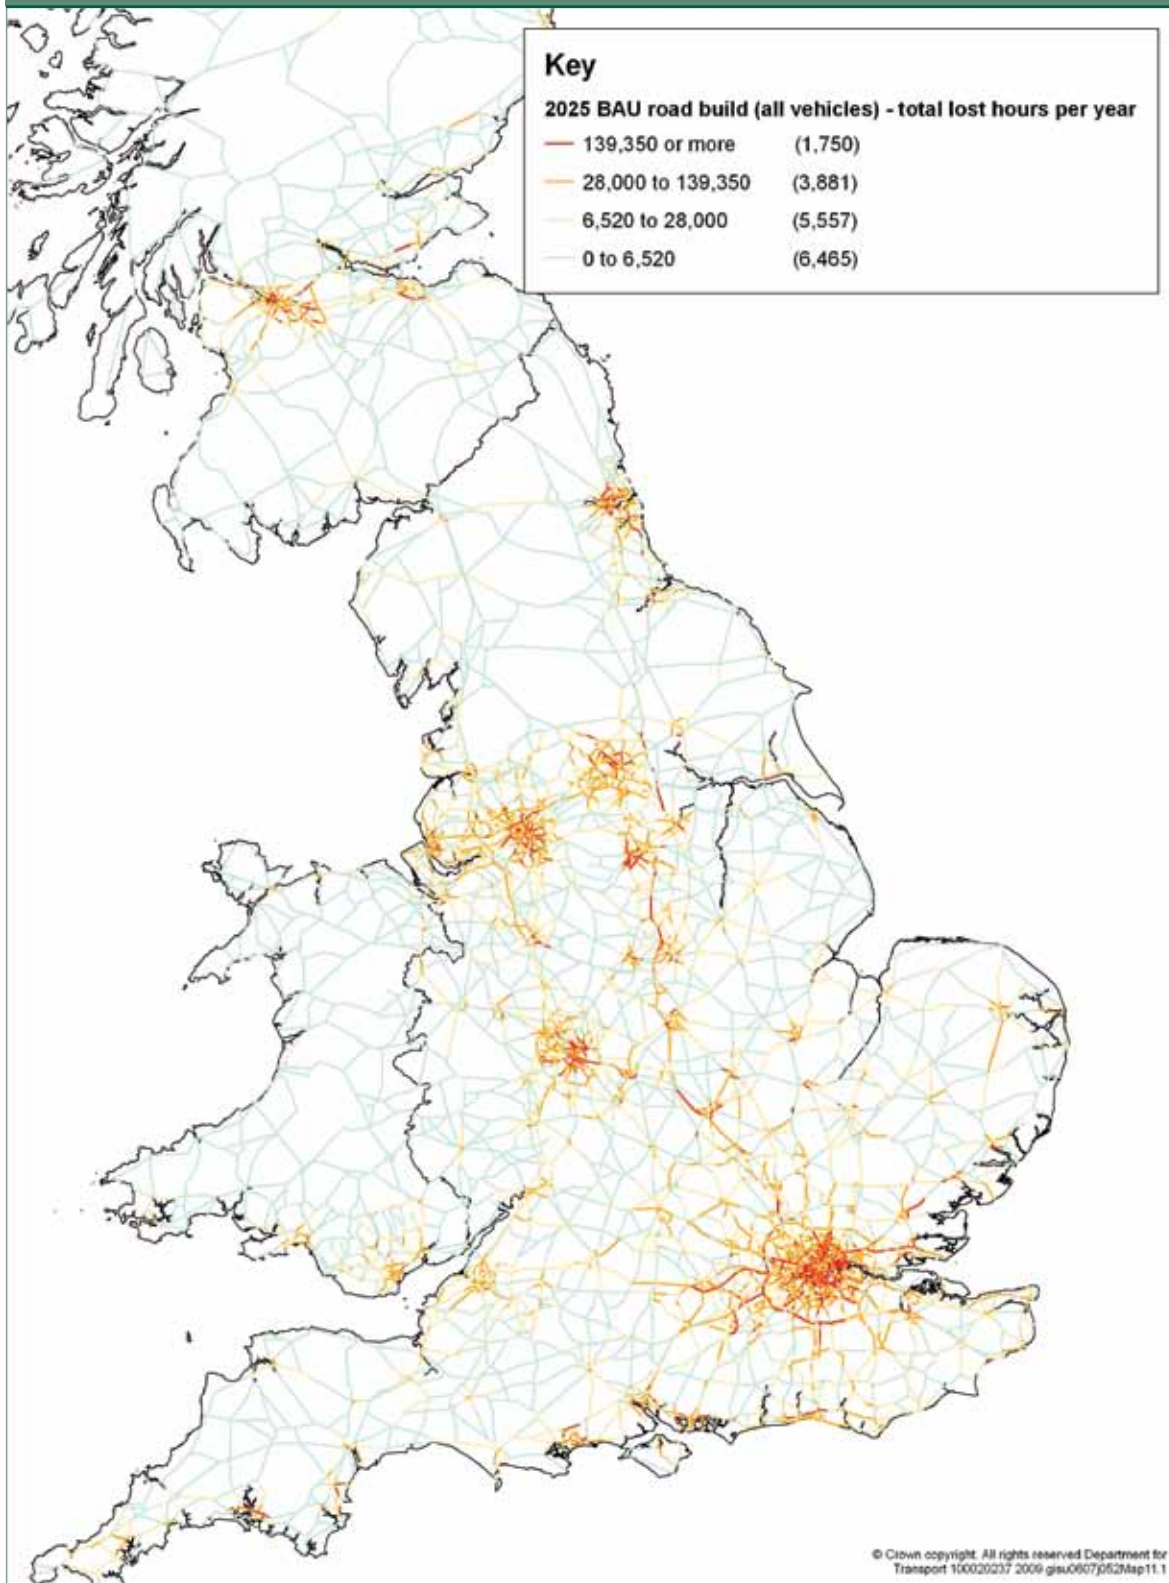 Key
2025 BAU road build (all vehicles) - total lost hours per year
139,350 or more (1,750)
28,000 to 139,350 (3,881)
6,520 to 28,000 (5,557)
0 to 6,520 (6,465)
© Crown copyright. All rights reserved Department for
Transport 100020237 2009 gisu0607j052Map11.1